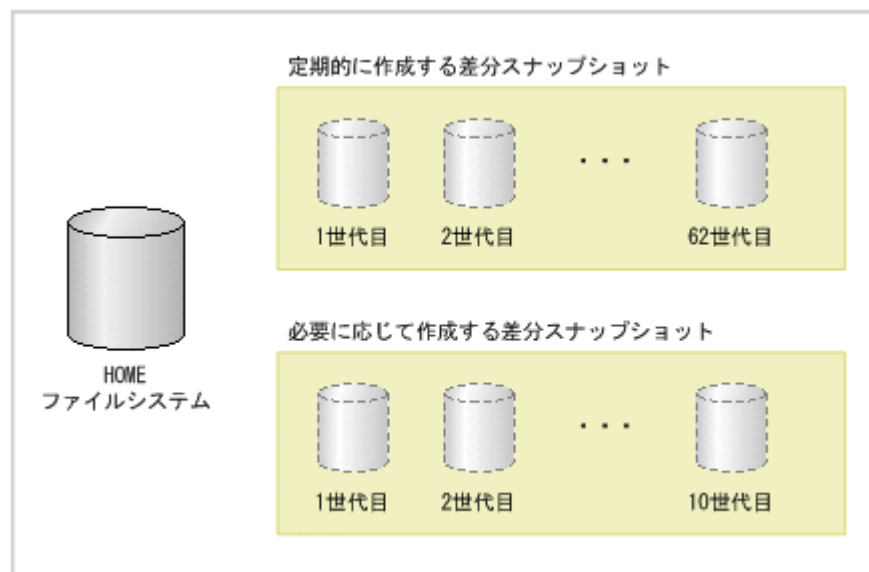 定期的に作成する差分スナップショット
・・・
1世代目
2世代目
62世代目
HOME
ファイルシステム
必要に応じて作成する差分スナップショット
・・・
1世代目
2世代目
10世代目